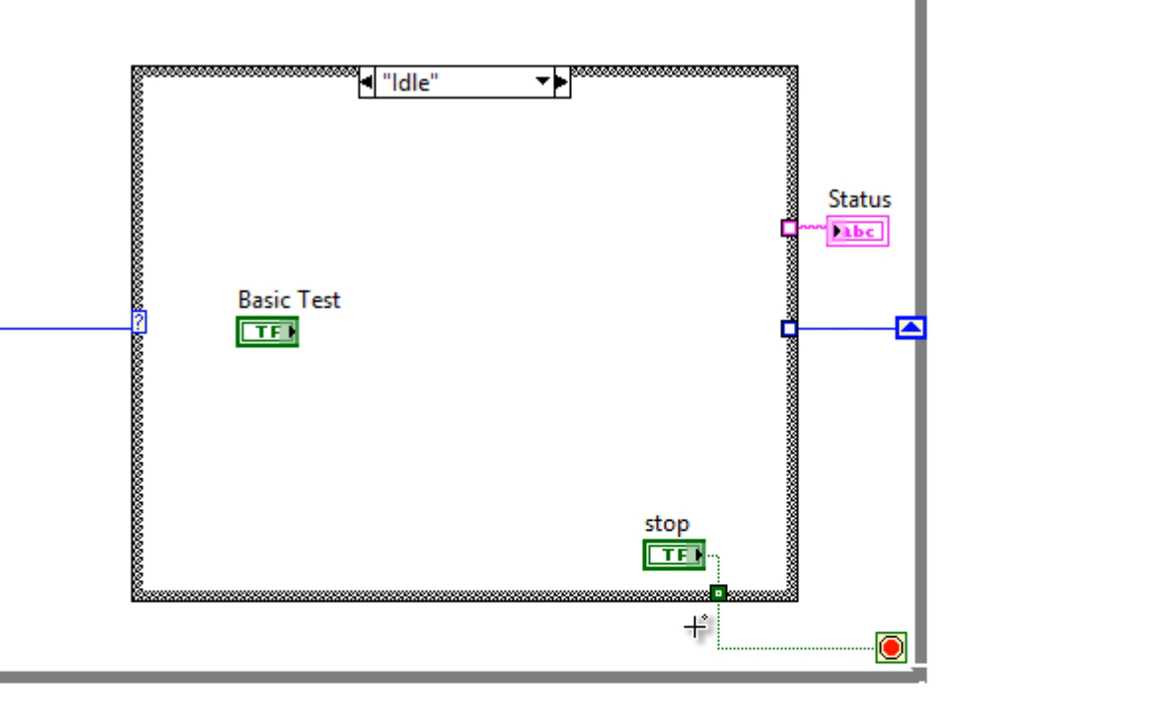 "Idle"
Status
abc
Basic Test
?
TF
stop
TF